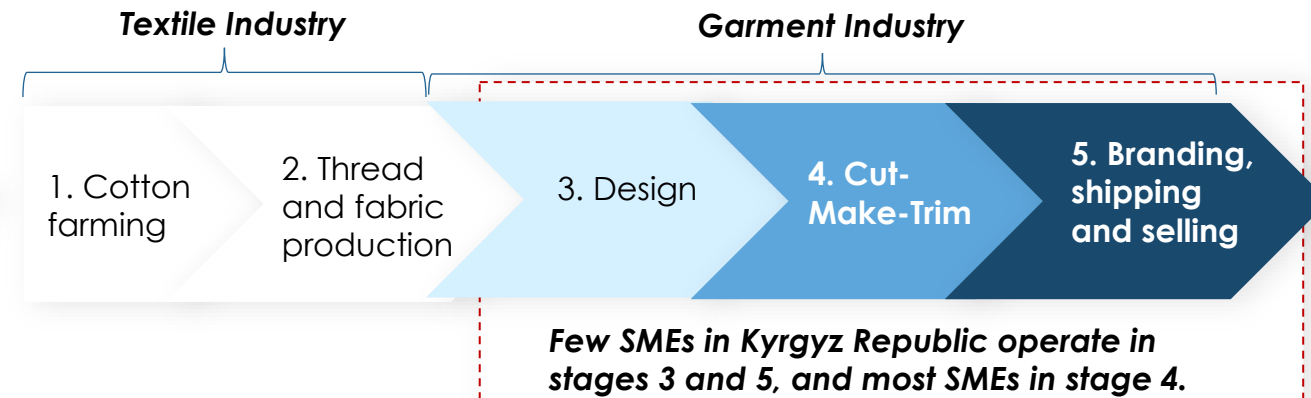 Textile Industry
Garment Industry
1. Cotton
farming
2. Thread
and fabric
production
3. Design
4. Cut-
Make-Trim
5. Branding,
shipping
and selling
Few SMEs in Kyrgyz Republic operate in
stages 3 and 5, and most SMEs in stage 4.